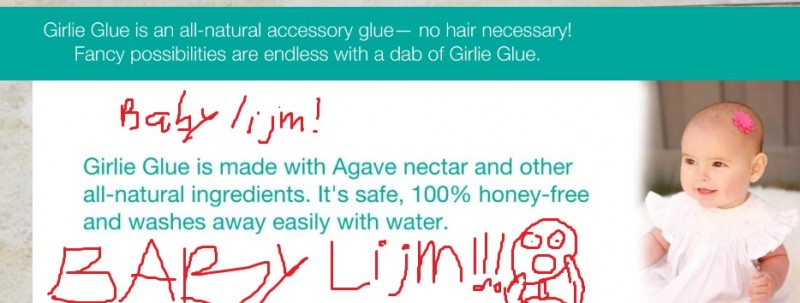 Girlie Glue is an all-natural accessory glue— no hair necessary!
Fancy possibilities are endless with a dab of Girlie Glue.
Baby lijm!
Girlie Glue is made with Agave nectar and other
all-natural ingredients. It's safe, 100% honey-free
and washes away easily with water.
BABY LijM!!!